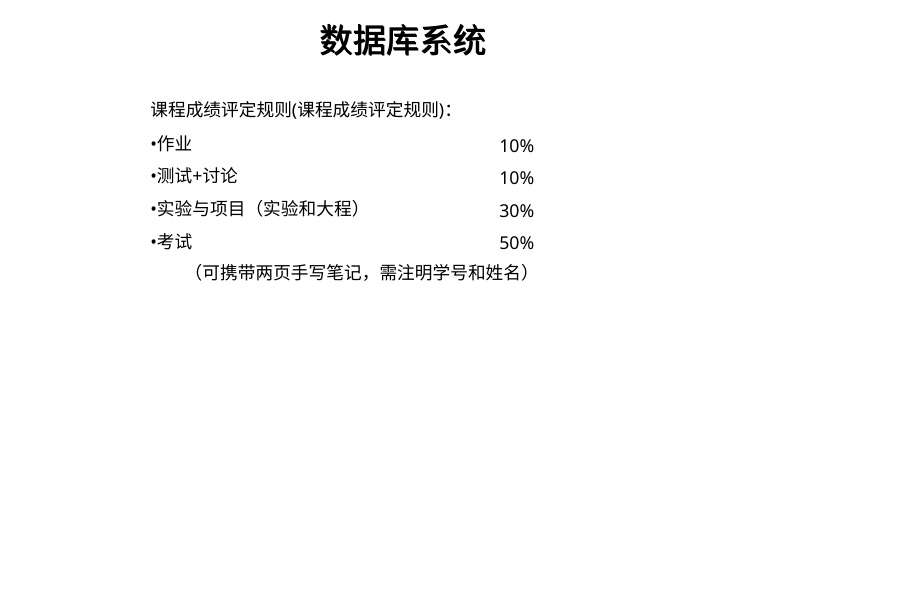 数据库系统
课程成绩评定规则(课程成绩评定规则)：
•作业 10%
•测试+讨论 10%
•实验与项目（实验和大程） 30%
•考试 50%
（可携带两页手写笔记，需注明学号和姓名）